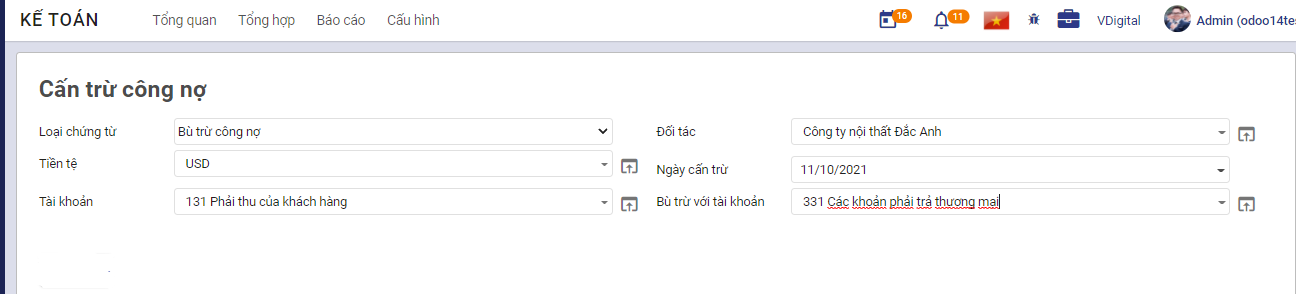 KẾ TOÁN Tổng quan Tổng hợp Báo cáo Cấu hình 16 11 VDigital Admin (odoo14te
Cấn trừ công nợ
Loại chứng từ Bù trừ công nợ Đối tác Công ty nội thất Đắc Anh
Tiền tệ USD Ngày cấn trừ 11/10/2021
Tài khoản 131 Phải thu của khách hàng Bù trừ với tài khoản 331 Các khoản phải trả thương mại